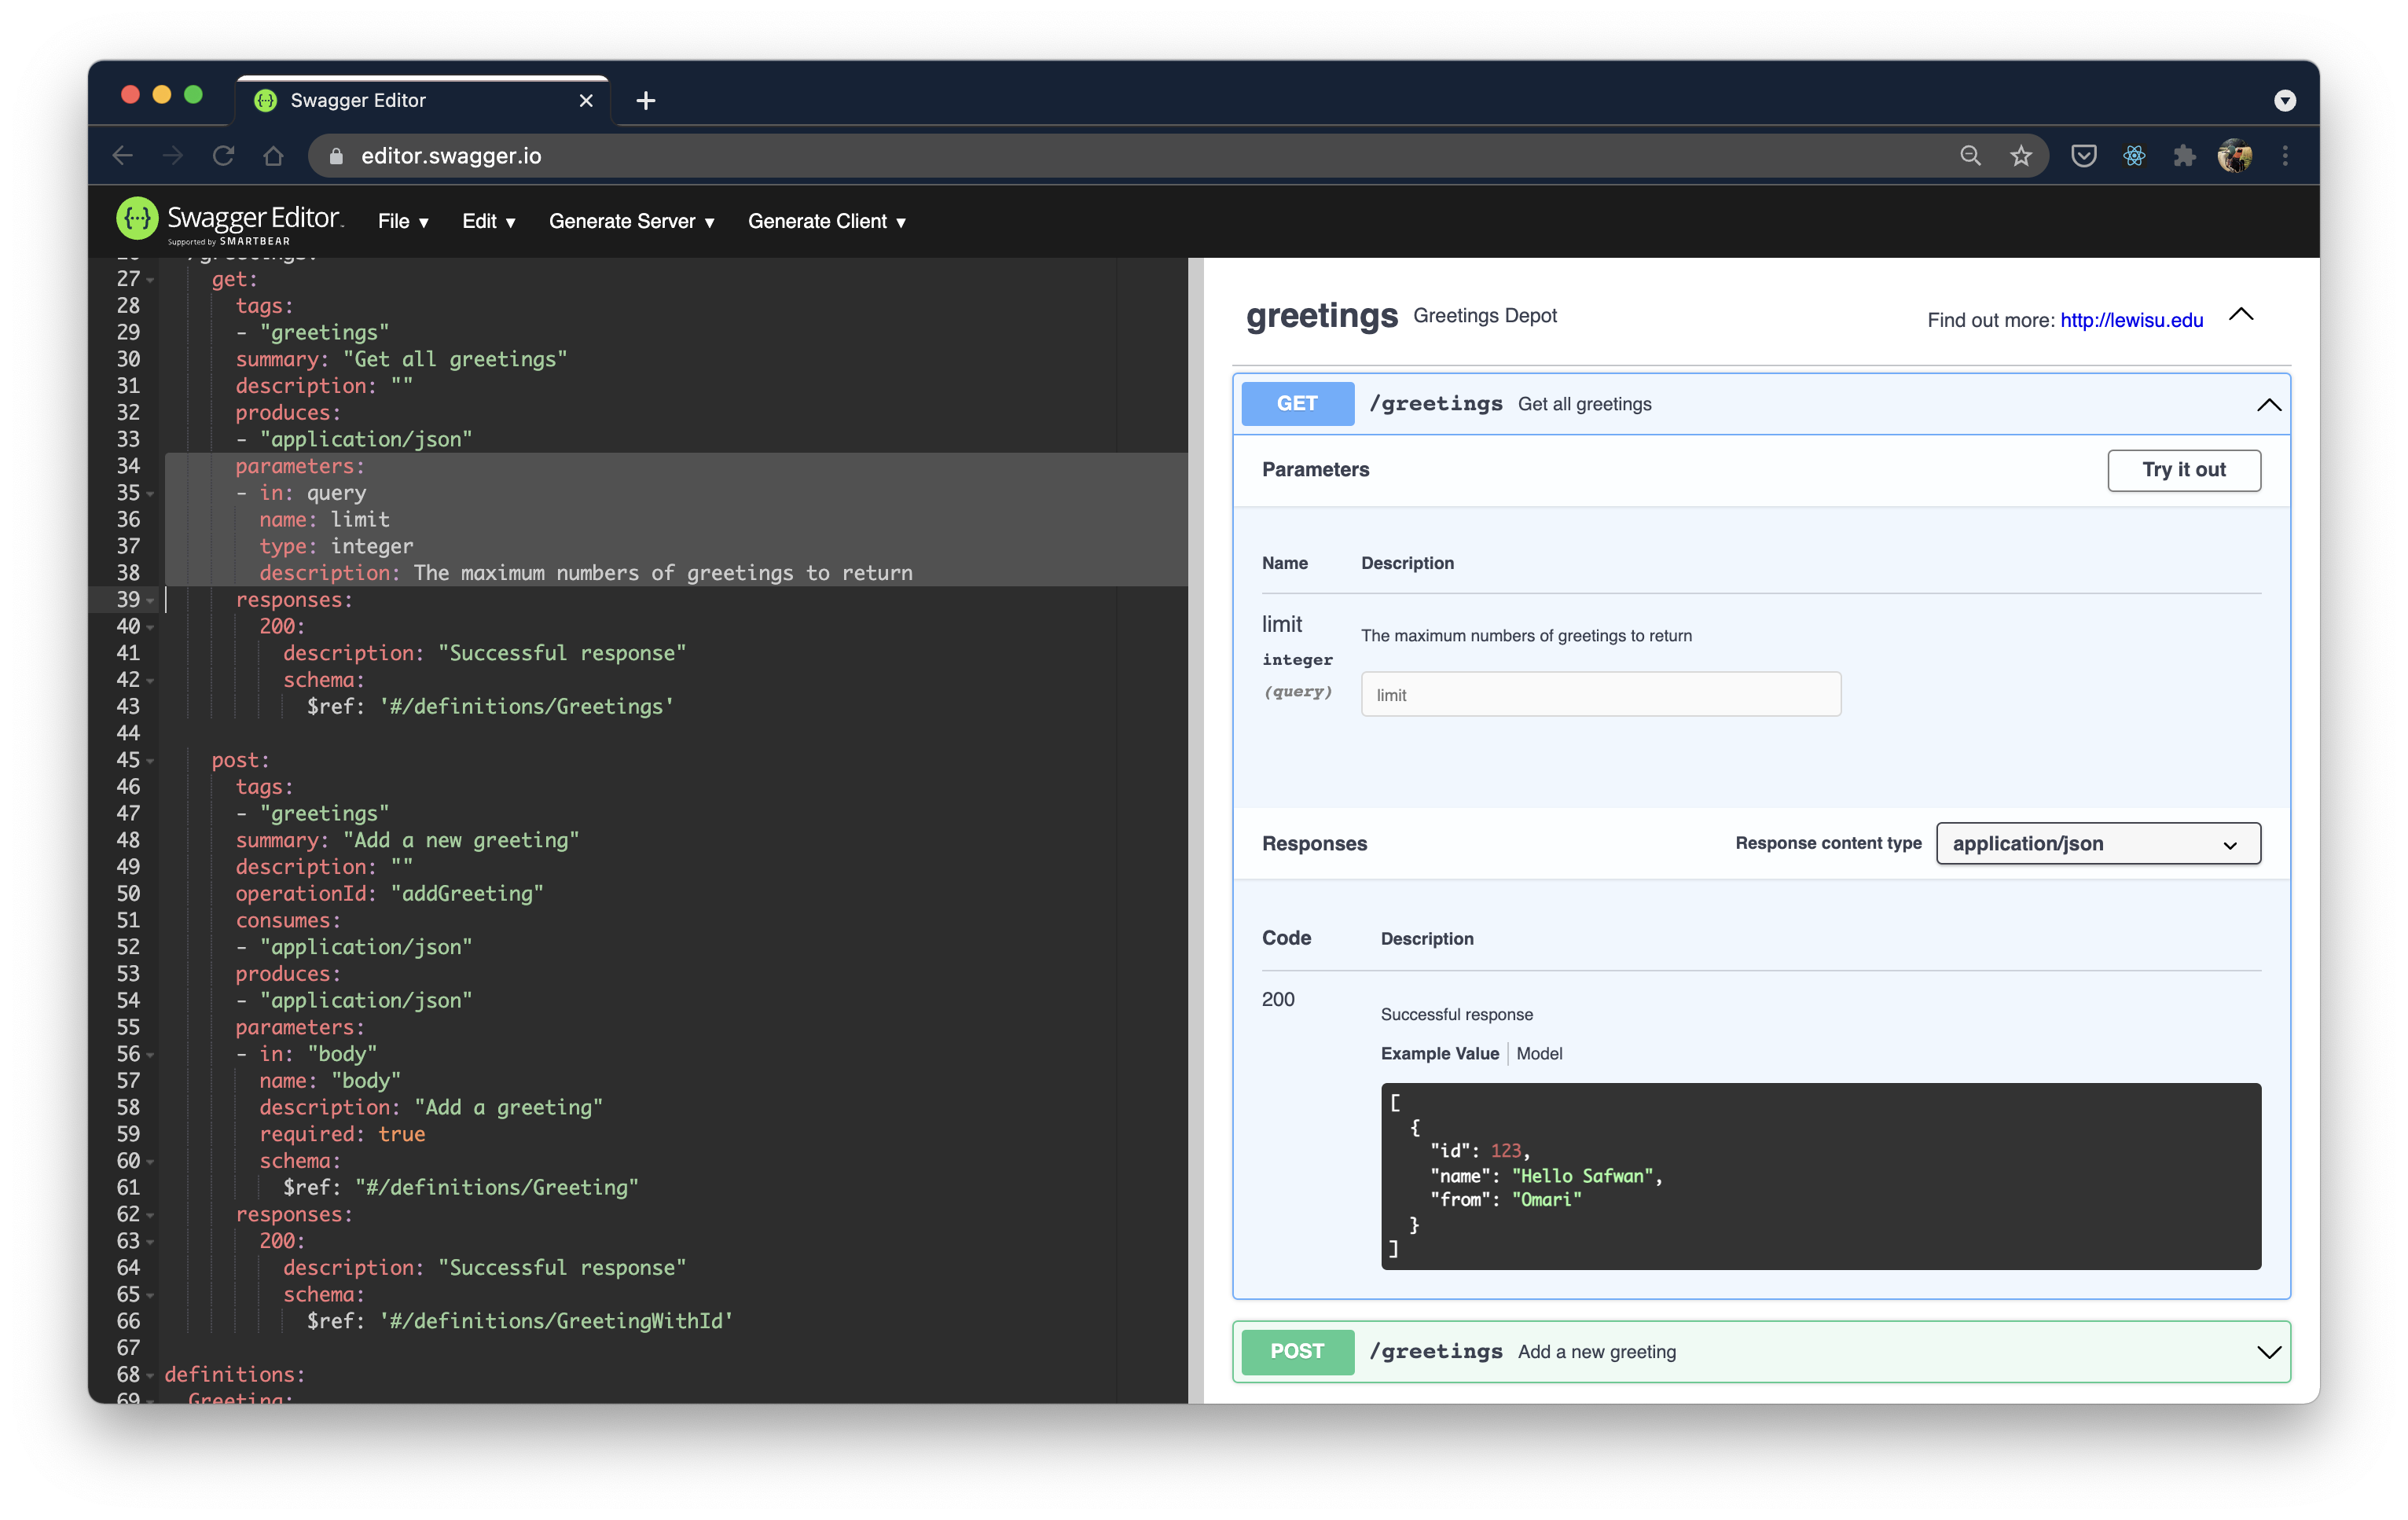 Swagger Editor
editor.swagger.io
{···} Swagger Editor™
Supported by SMARTBEAR
File ▾ Edit ▾ Generate Server ▾ Generate Client ▾
27 get:
28 tags:
29 - "greetings"
30 summary: "Get all greetings"
31 description: ""
32 produces:
33 - "application/json"
34 parameters:
35 - in: query
36 name: limit
37 type: integer
38 description: The maximum numbers of greetings to return
39 responses:
40 200:
41 description: "Successful response"
42 schema:
43 $ref: '#/definitions/Greetings'
44
45 post:
46 tags:
47 - "greetings"
48 summary: "Add a new greeting"
49 description: ""
50 operationId: "addGreeting"
51 consumes:
52 - "application/json"
53 produces:
54 - "application/json"
55 parameters:
56 - in: "body"
57 name: "body"
58 description: "Add a greeting"
59 required: true
60 schema:
61 $ref: "#/definitions/Greeting"
62 responses:
63 200:
64 description: "Successful response"
65 schema:
66 $ref: '#/definitions/GreetingWithId'
67
68 definitions:
69 Greeting:
greetings Greetings Depot
Find out more: http://lewisu.edu
GET /greetings Get all greetings
Parameters
Try it out
Name Description
limit
The maximum numbers of greetings to return
integer
(query)
limit
Responses
Response content type application/json
Code Description
200
Successful response
Example Value Model
[
{
"id": 123,
"name": "Hello Safwan",
"from": "Omari"
}
]
POST /greetings Add a new greeting